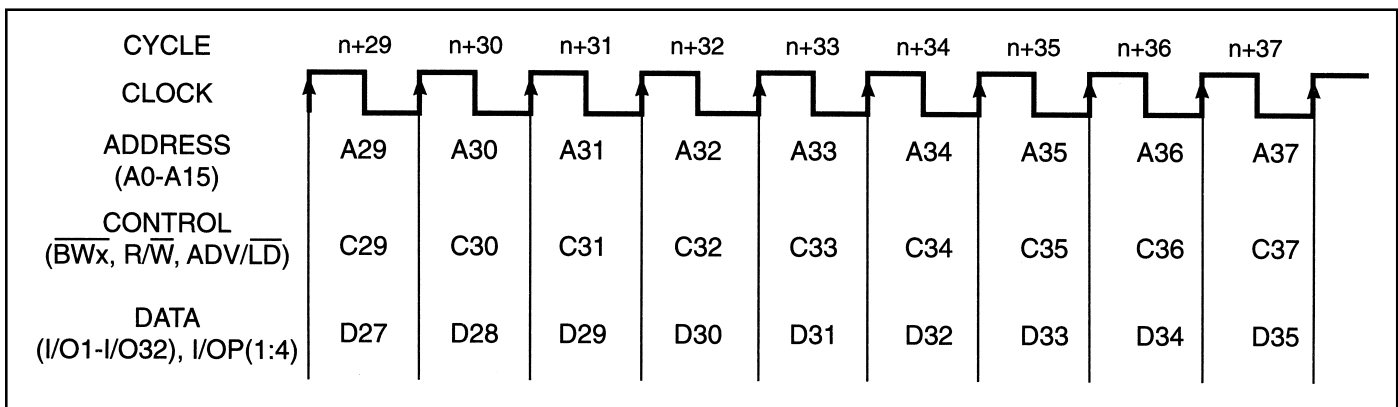 CYCLE n+29 n+30 n+31 n+32 n+33 n+34 n+35 n+36 n+37
CLOCK
ADDRESS
(A0-A15) A29 A30 A31 A32 A33 A34 A35 A36 A37
CONTROL
(B̅W̅x̅, R/W̅, ADV/L̅D̅) C29 C30 C31 C32 C33 C34 C35 C36 C37
DATA
(I/O1-I/O32), I/OP(1:4) D27 D28 D29 D30 D31 D32 D33 D34 D35